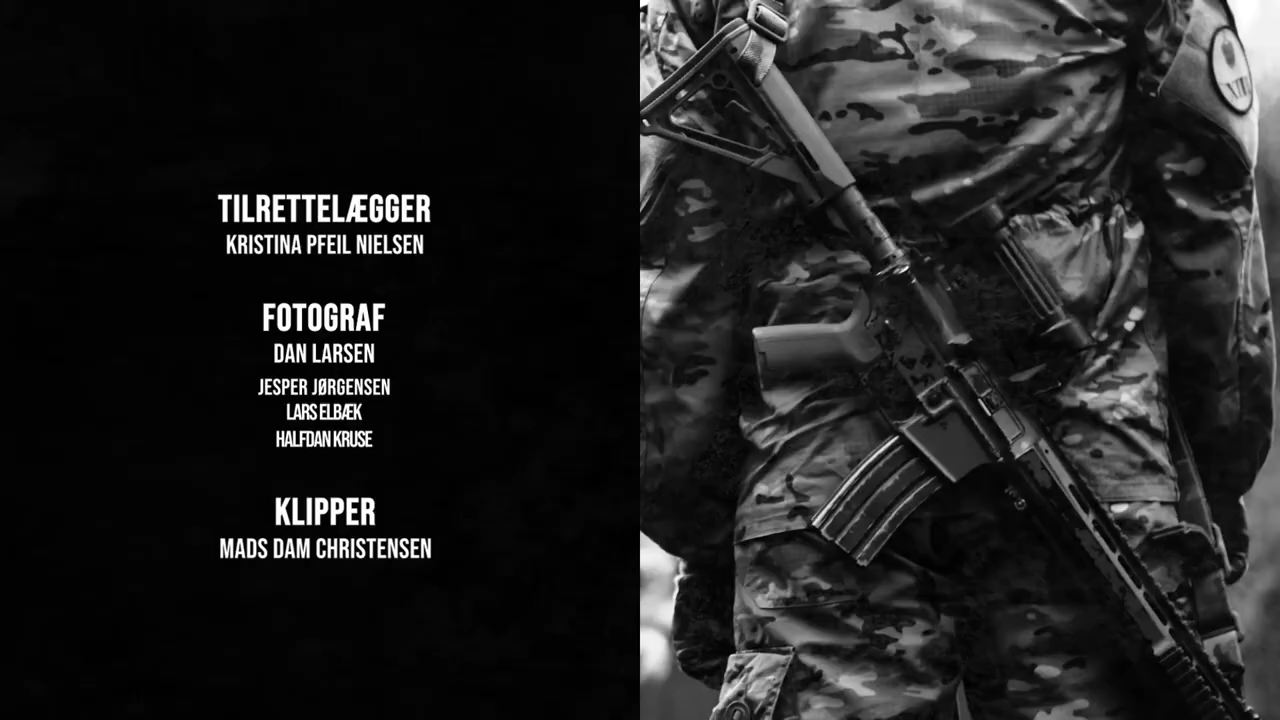 TILRETTELÆGGER
KRISTINA PFEIL NIELSEN
FOTOGRAF
DAN LARSEN
JESPER JØRGENSEN
LARS ELBÆK
HALFDAN KRUSE
KLIPPER
MADS DAM CHRISTENSEN